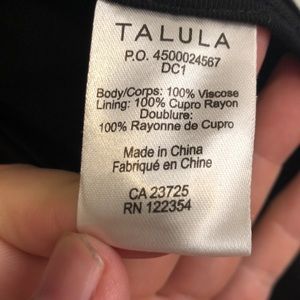 TALULA
P.O. 4500024567
DC1
Body/Corps: 100% Viscose
Lining: 100% Cupro Rayon
Doublure:
100% Rayonne de Cupro
Made in China
Fabriqué en Chine
CA 23725
RN 122354